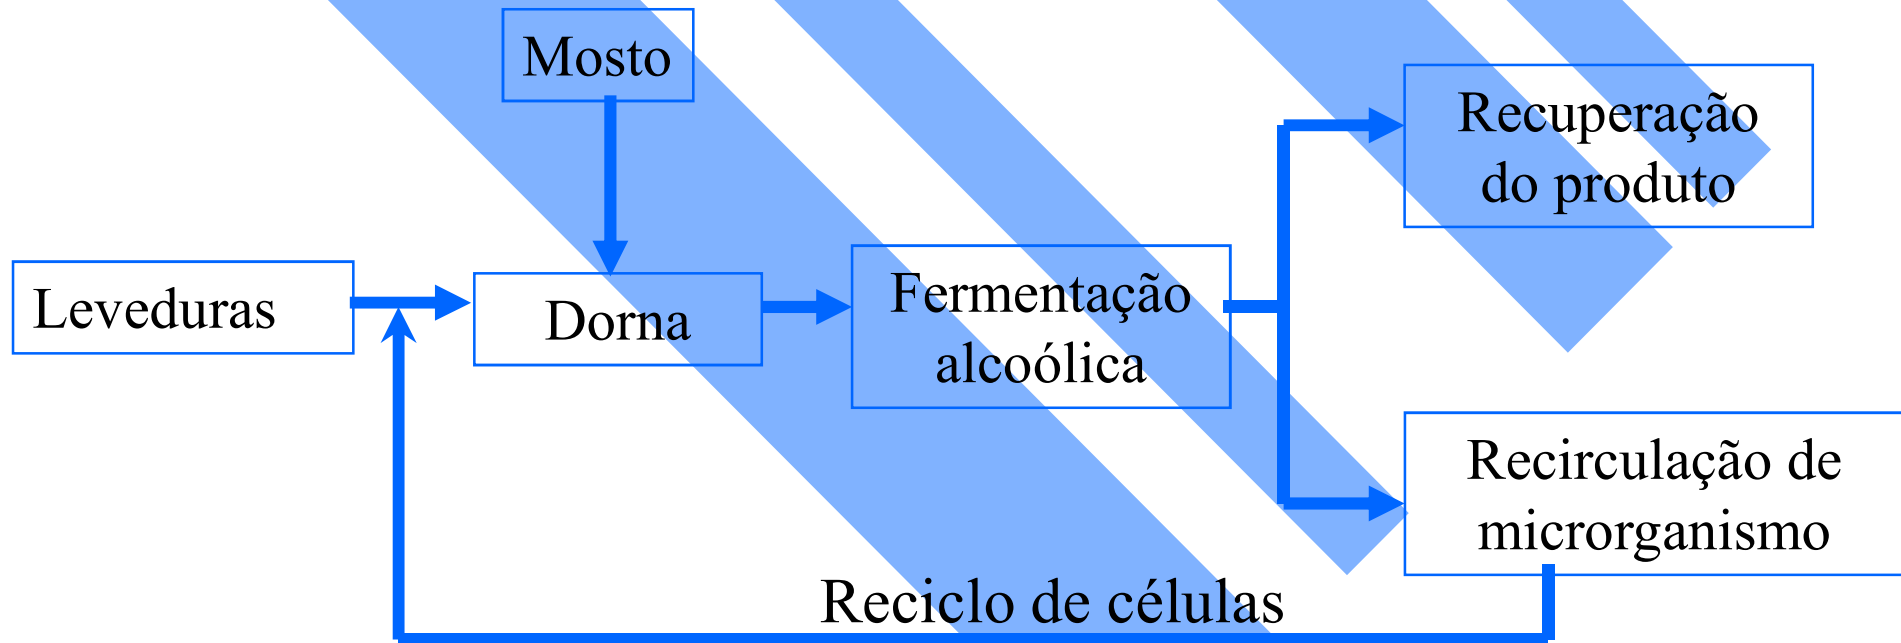 Mosto
Recuperação
do produto
Leveduras
Dorna
Fermentação
alcoólica
Recirculação de
microrganismo
Reciclo de células